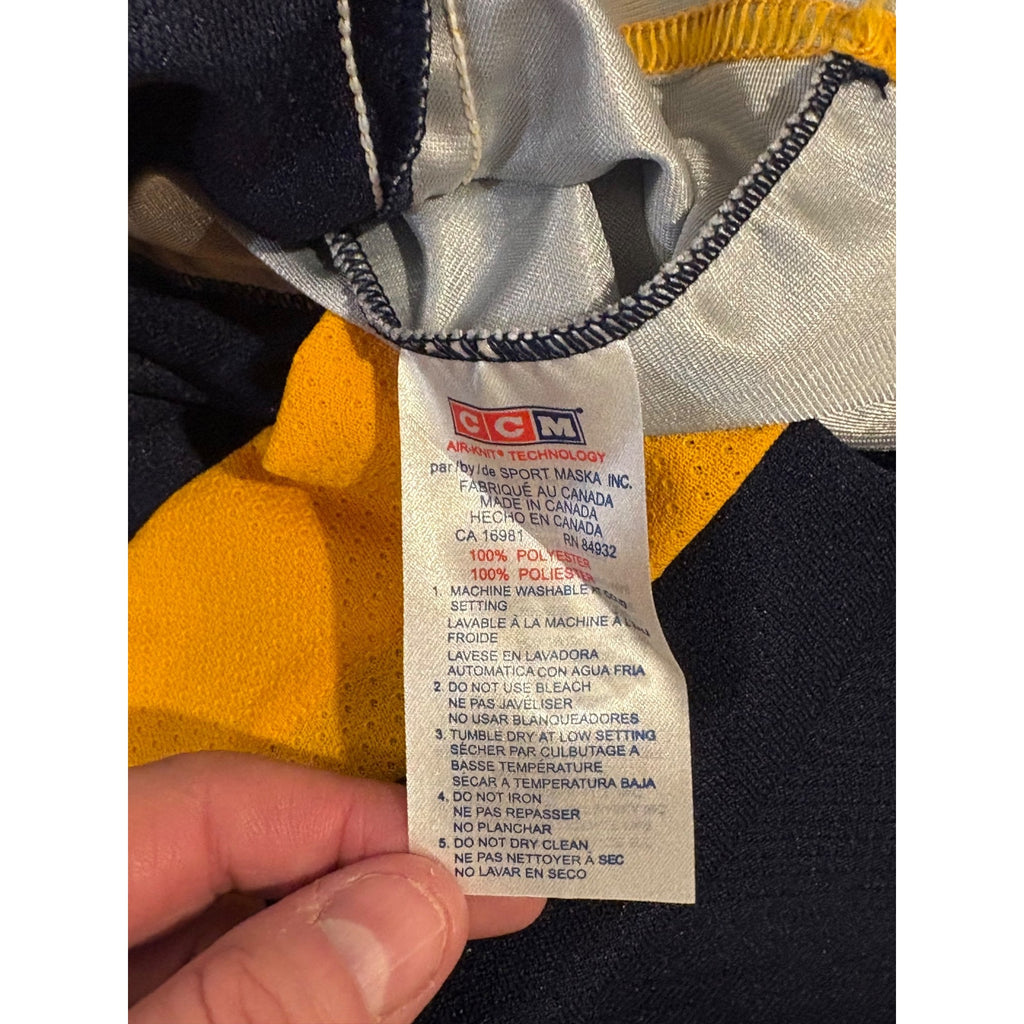 CCM
AIR-KNIT® TECHNOLOGY
par/by/de SPORT MASKA INC.
FABRIQUÉ AU CANADA
MADE IN CANADA
HECHO EN CANADA
CA 16981 RN 84932
100% POLYESTER
100% POLIESTER
1. MACHINE WASHABLE
SETTING
LAVABLE À LA MACHINE À
FROIDE
LAVESE EN LAVADORA
AUTOMATICA CON AGUA FRIA
2. DO NOT USE BLEACH
NE PAS JAVÉLISER
NO USAR BLANQUEADORES
3. TUMBLE DRY AT LOW SETTING
SÉCHER PAR CULBUTAGE A
BASSE TEMPÉRATURE
SÉCAR A TEMPERATURA BAJA
4. DO NOT IRON
NE PAS REPASSER
NO PLANCHAR
5. DO NOT DRY CLEAN
NE PAS NETTOYER À SEC
NO LAVAR EN SECO